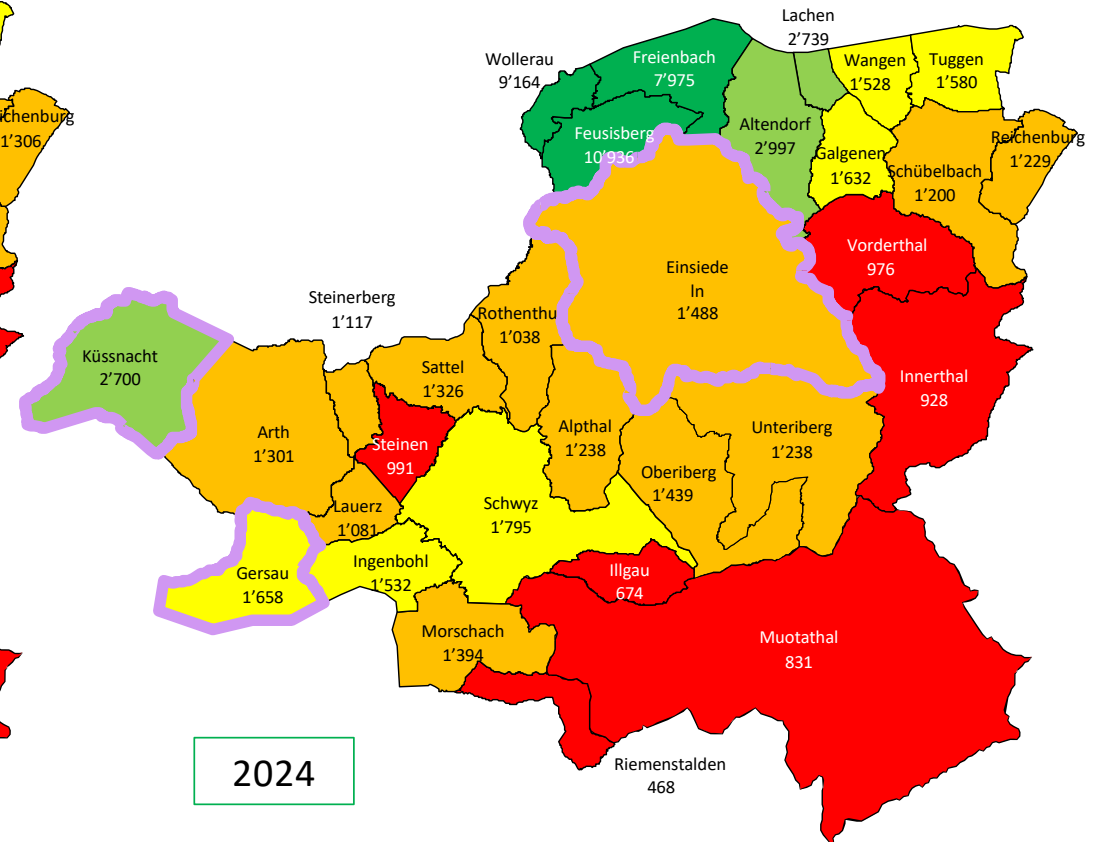 Lachen
2’739
Wollerau
9’164
Freienbach
7’975
Wangen
1’528
Tuggen
1’580
ichenburg
1’306
Feusisberg
10’936
Altendorf
2’997
Galgenen
1’632
Schübelbach
1’200
Reichenburg
1’229
Vorderthal
976
Einsiede
ln
1’488
Steinerberg
1’117
Rothenthu
1’038
Küssnacht
2’700
Sattel
1’326
Innerthal
928
Arth
1’301
Steinen
991
Alpthal
1’238
Unteriberg
1’238
Oberiberg
1’439
Lauerz
1’081
Schwyz
1’795
Ingenbohl
1’532
Gersau
1’658
Illgau
674
Morschach
1’394
Muotathal
831
2024
Riemenstalden
468